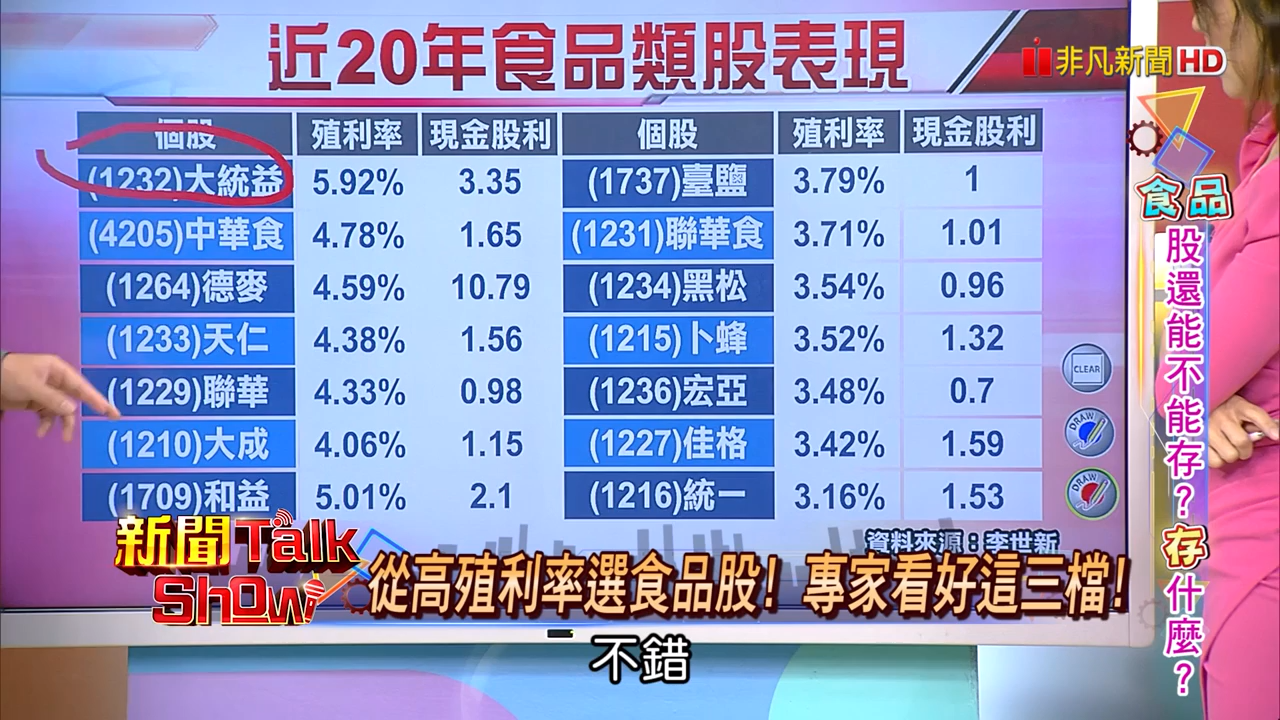 近20年食品類股表現
非凡新聞HD
個股 殖利率 現金股利 個股 殖利率 現金股利
(1232)大統益 5.92% 3.35 (1737)臺鹽 3.79% 1
(4205)中華食 4.78% 1.65 (1231)聯華食 3.71% 1.01
(1264)德麥 4.59% 10.79 (1234)黑松 3.54% 0.96
(1233)天仁 4.38% 1.56 (1215)卜蜂 3.52% 1.32
(1229)聯華 4.33% 0.98 (1236)宏亞 3.48% 0.7
(1210)大成 4.06% 1.15 (1227)佳格 3.42% 1.59
(1709)和益 5.01% 2.1 (1216)統一 3.16% 1.53
資料來源：李世新
CLEAR
DRAW
DRAW
食品股還能不能存？存什麼？
新聞Talk
Show
從高殖利率選食品股！專家看好這三檔！
不錯